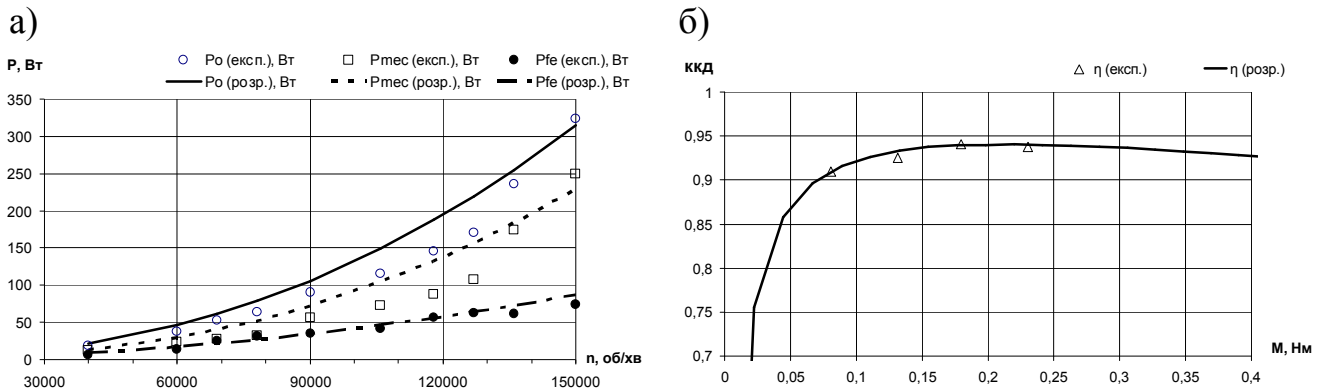 а)
Р, Вт
Po (експ.), Вт Pmec (експ.), Вт Pfe (експ.), Вт
Po (розр.), Вт Pmec (розр.), Вт Pfe (розр.), Вт
350
300
250
200
150
100
50
0
30000 60000 90000 120000 150000
n, об/хв
б)
ккд
η (експ.) η (розр.)
1
0,95
0,9
0,85
0,8
0,75
0,7
0 0,05 0,1 0,15 0,2 0,25 0,3 0,35 0,4
М, Нм